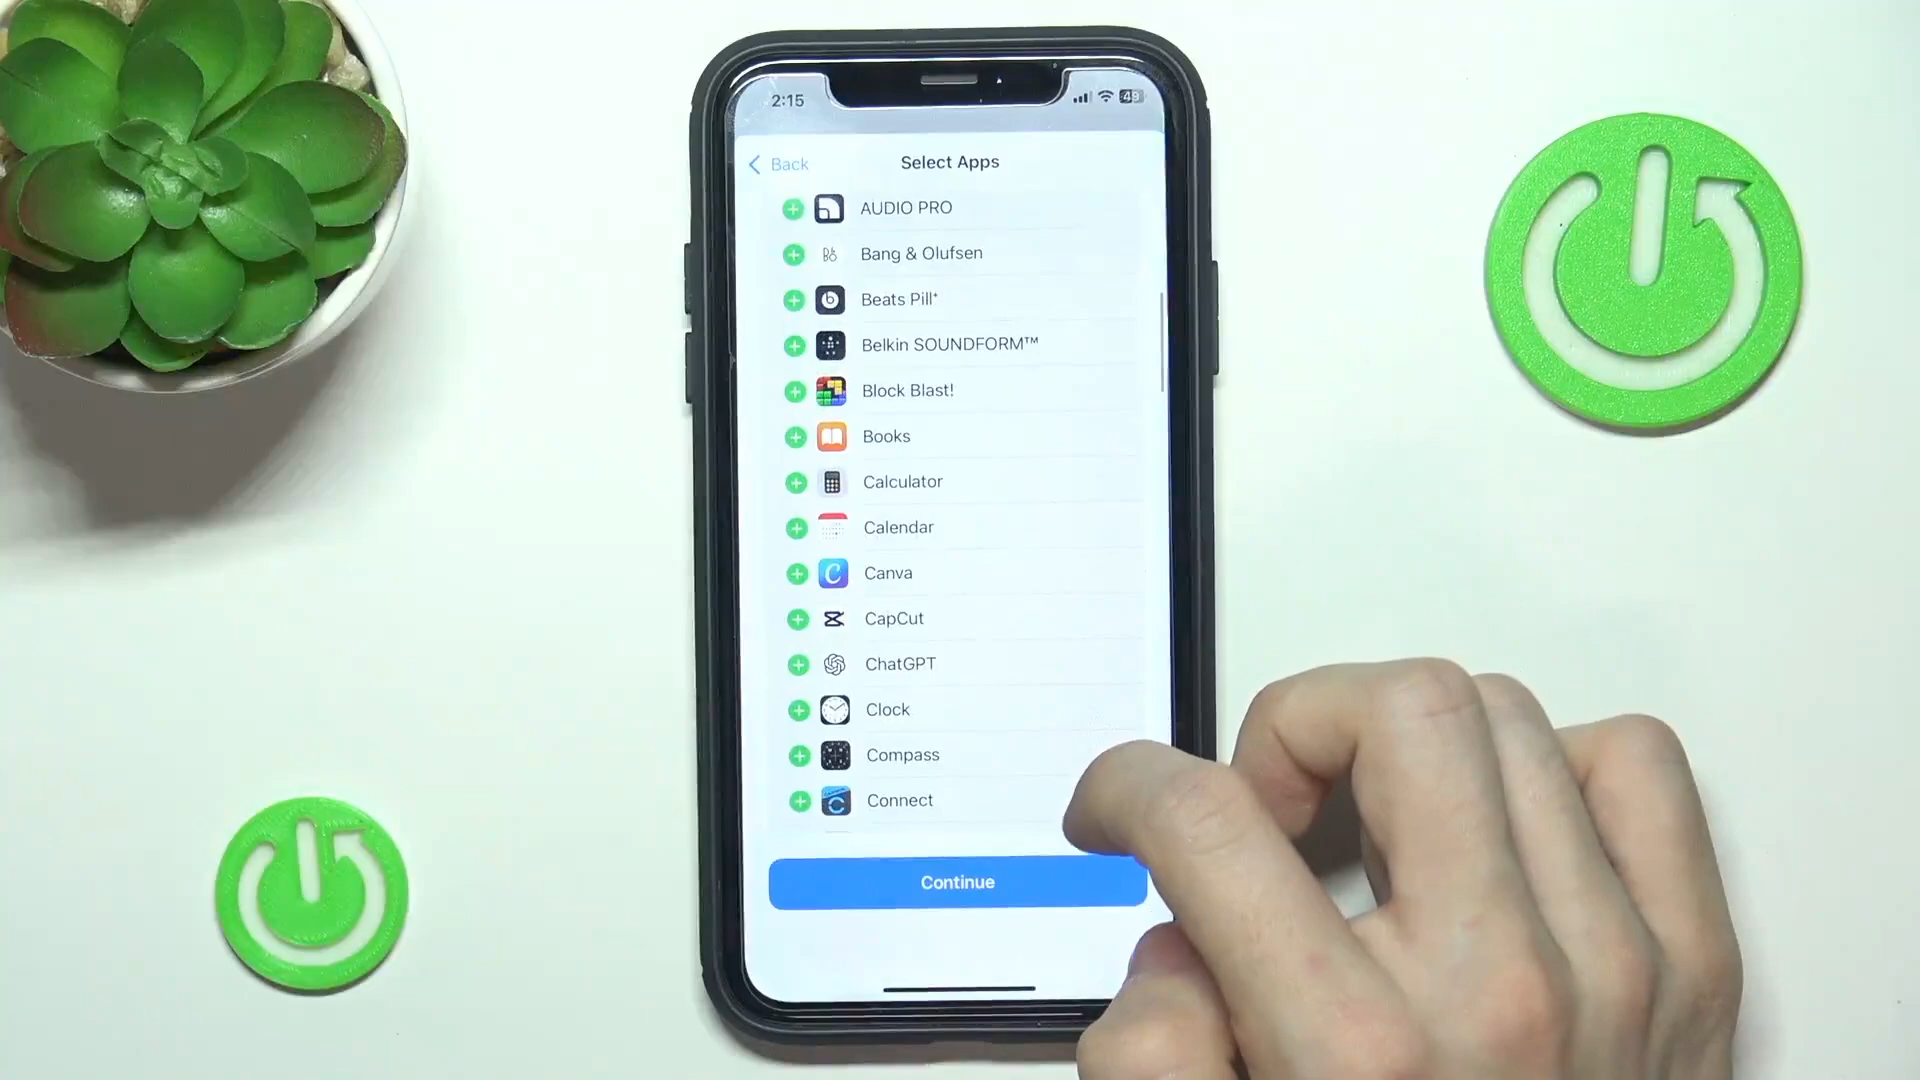 2:15
49
Back
Select Apps
AUDIO PRO
Bang & Olufsen
Beats Pill⁺
Belkin SOUNDFORM™
Block Blast!
Books
Calculator
Calendar
Canva
CapCut
ChatGPT
Clock
Compass
Connect
Continue